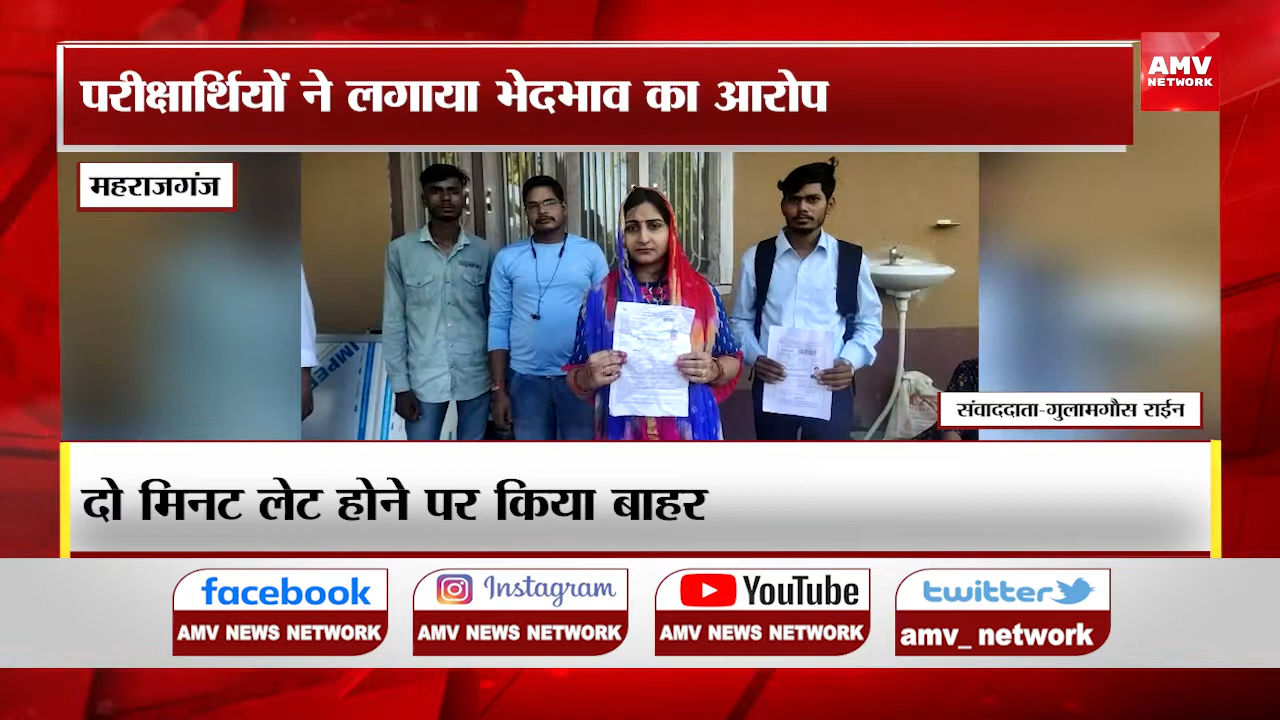 परीक्षार्थियों ने लगाया भेदभाव का आरोप
AMV
NETWORK
महराजगंज
IMPE
संवाददाता-गुलामगौस राईन
दो मिनट लेट होने पर किया बाहर
facebook
AMV NEWS NETWORK
Instagram
AMV NEWS NETWORK
YouTube
AMV NEWS NETWORK
twitter
amv_ network